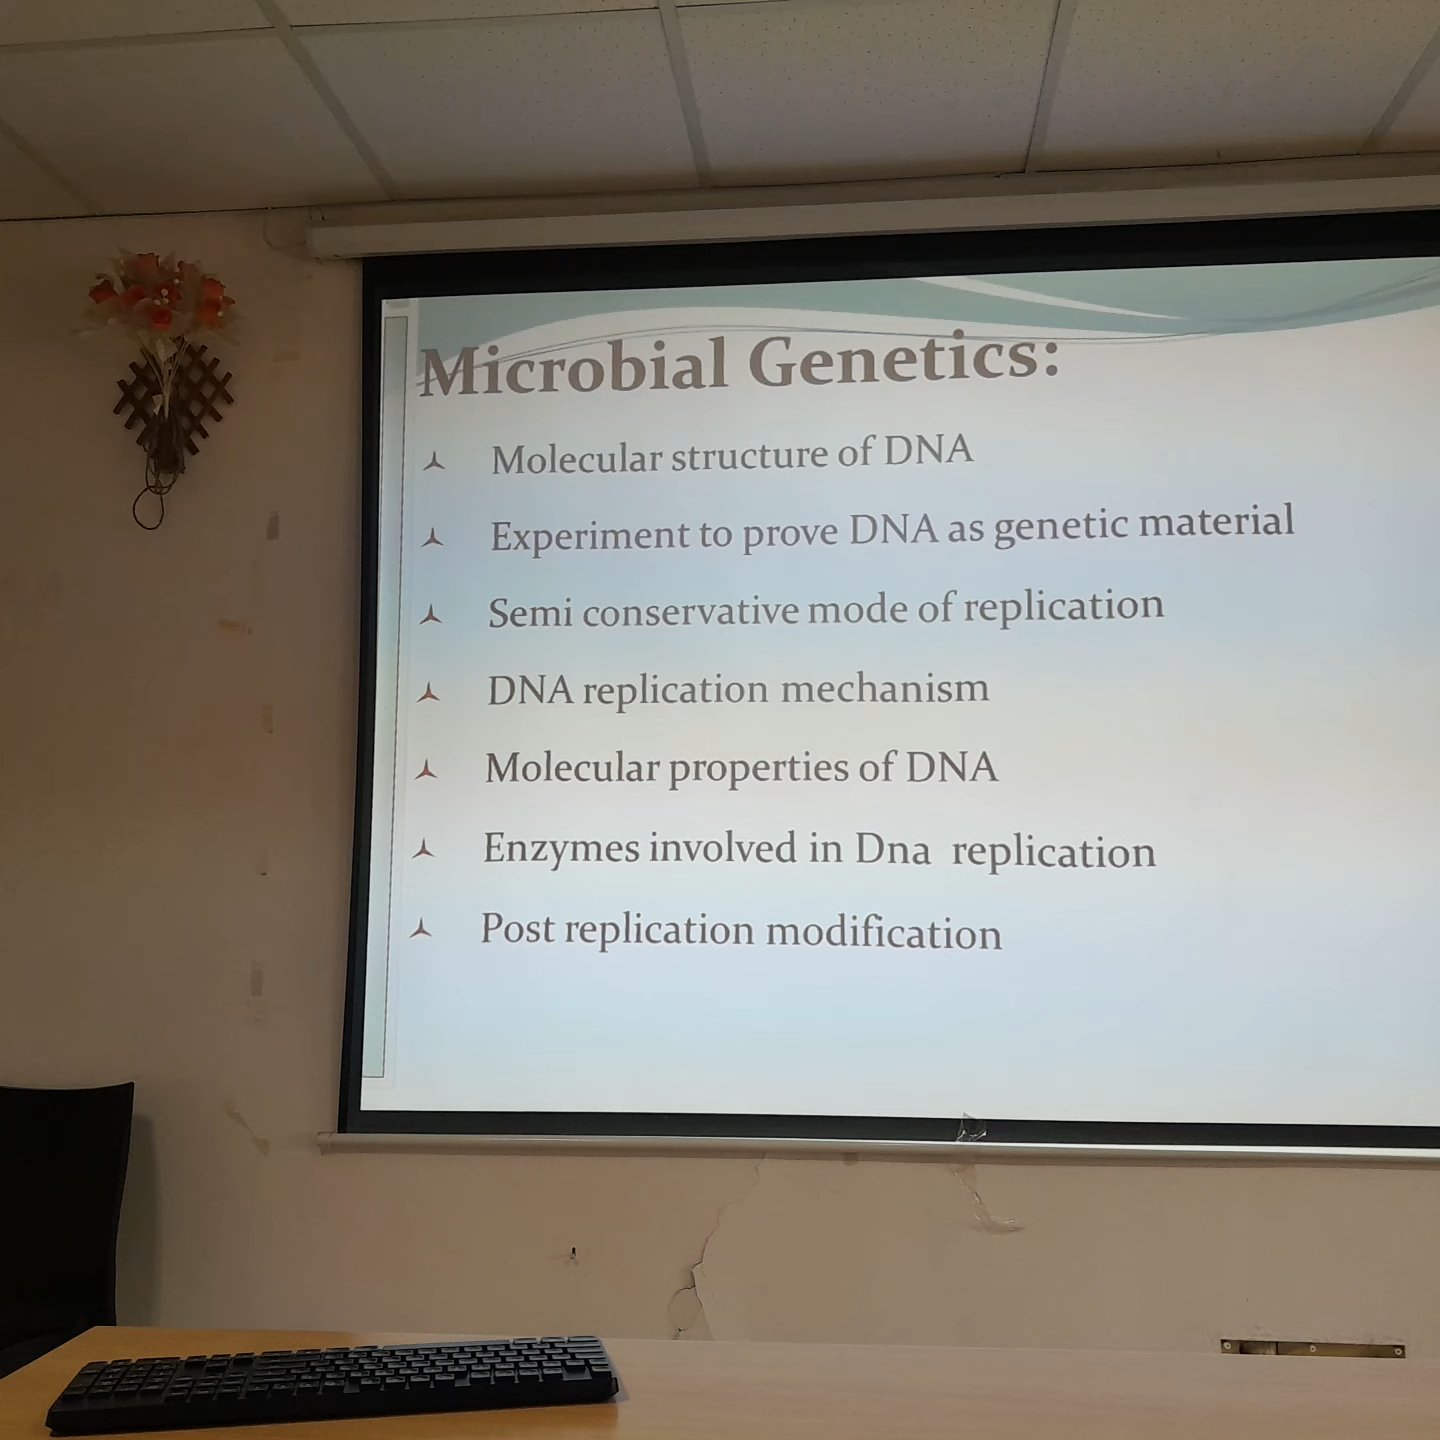 Microbial Genetics:
Molecular structure of DNA
Experiment to prove DNA as genetic material
Semi conservative mode of replication
DNA replication mechanism
Molecular properties of DNA
Enzymes involved in Dna replication
Post replication modification